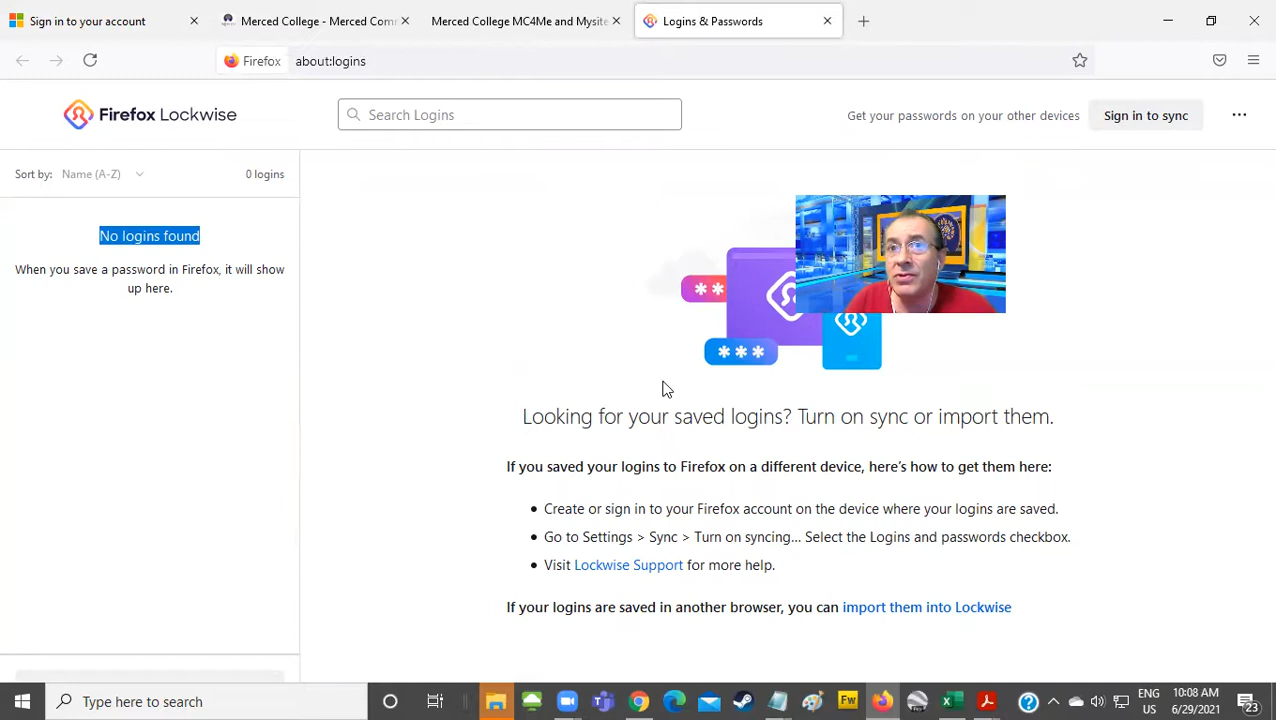 Sign in to your account
Merced College - Merced Com
Merced College MC4Me and Mysite
Logins & Passwords
Firefox
about:logins
Firefox Lockwise
Search Logins
Get your passwords on your other devices
Sign in to sync
Sort by: Name (A-Z)
0 logins
No logins found
When you save a password in Firefox, it will show
up here.
Looking for your saved logins? Turn on sync or import them.
If you saved your logins to Firefox on a different device, here's how to get them here:
• Create or sign in to your Firefox account on the device where your logins are saved.
• Go to Settings > Sync > Turn on syncing... Select the Logins and passwords checkbox.
• Visit Lockwise Support for more help.
If your logins are saved in another browser, you can import them into Lockwise
Type here to search
Fw
ENG
US
10:08 AM
6/29/2021
23